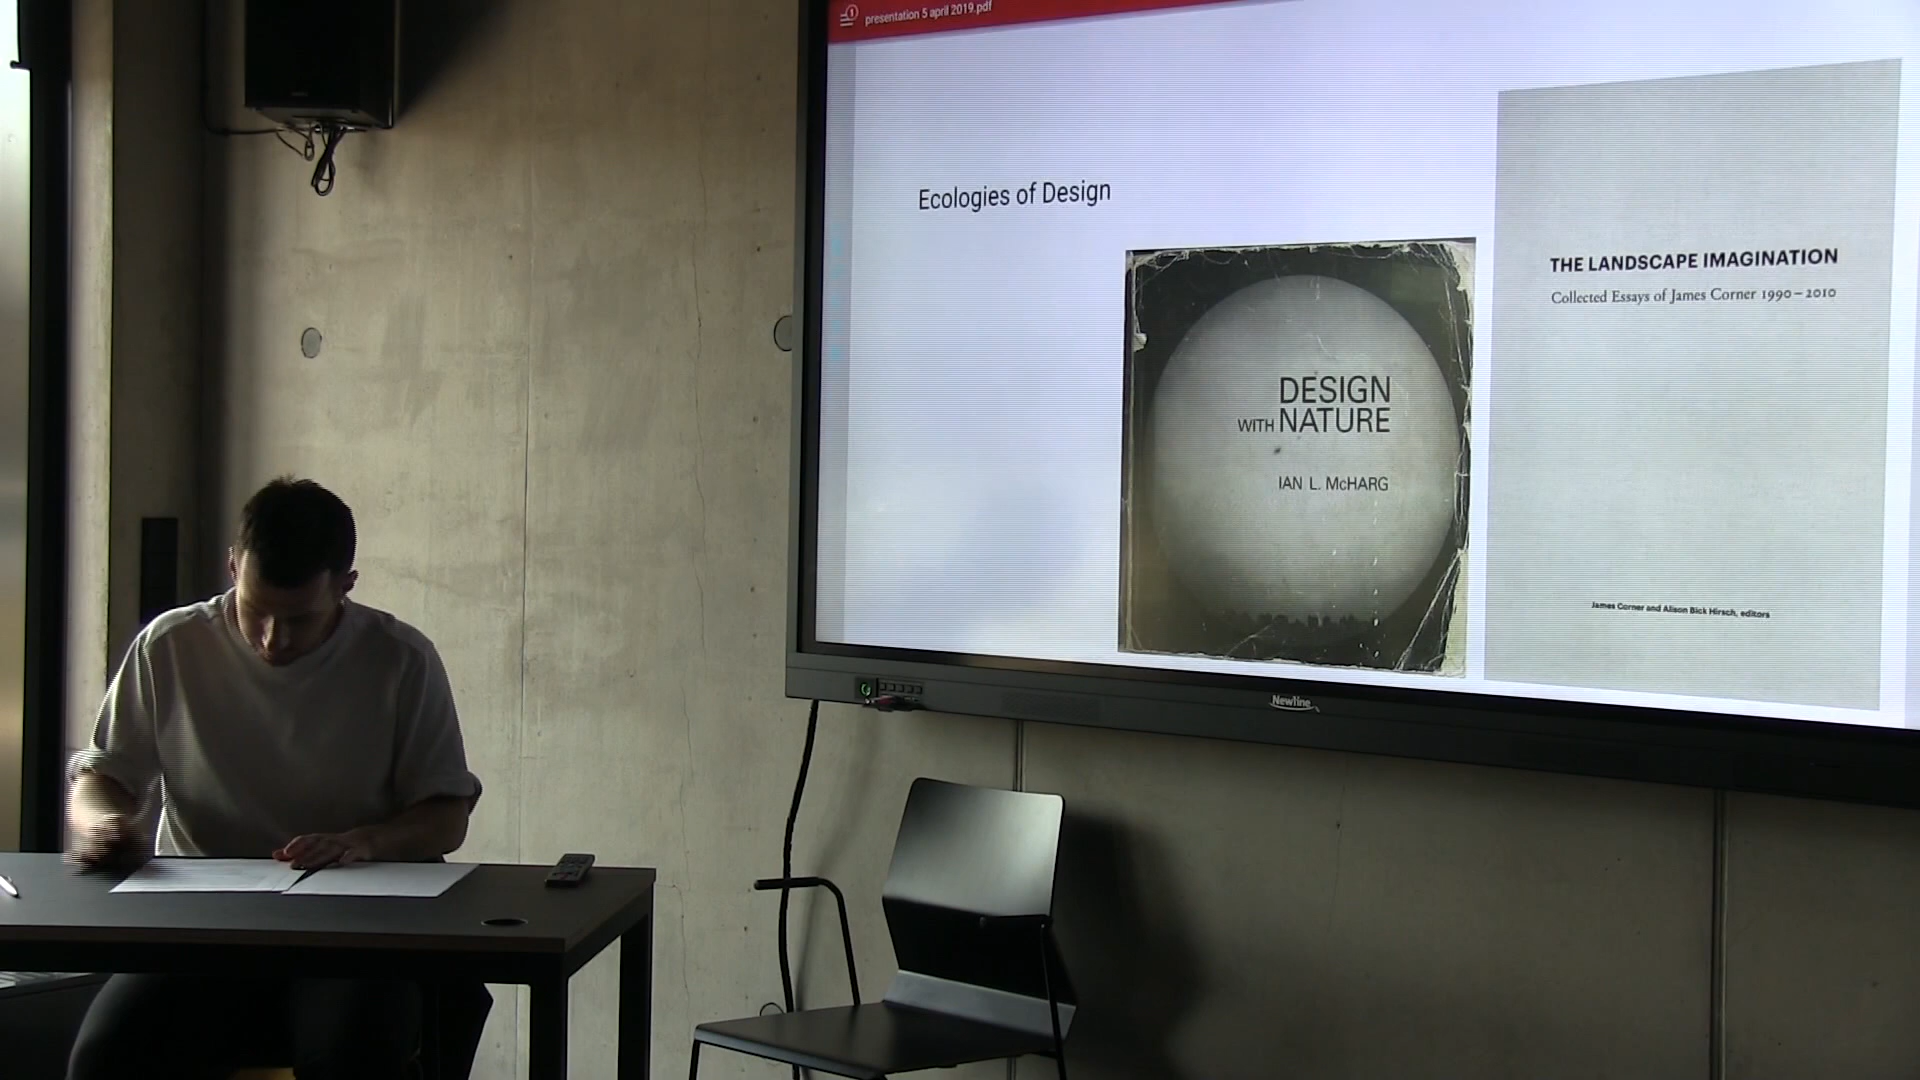 presentation 5 april 2019.pdf
Ecologies of Design
DESIGN
WITH NATURE
IAN L. McHARG
THE LANDSCAPE IMAGINATION
Collected Essays of James Corner 1990–2010
James Corner and Alison Bick Hirsch, editors
Newline